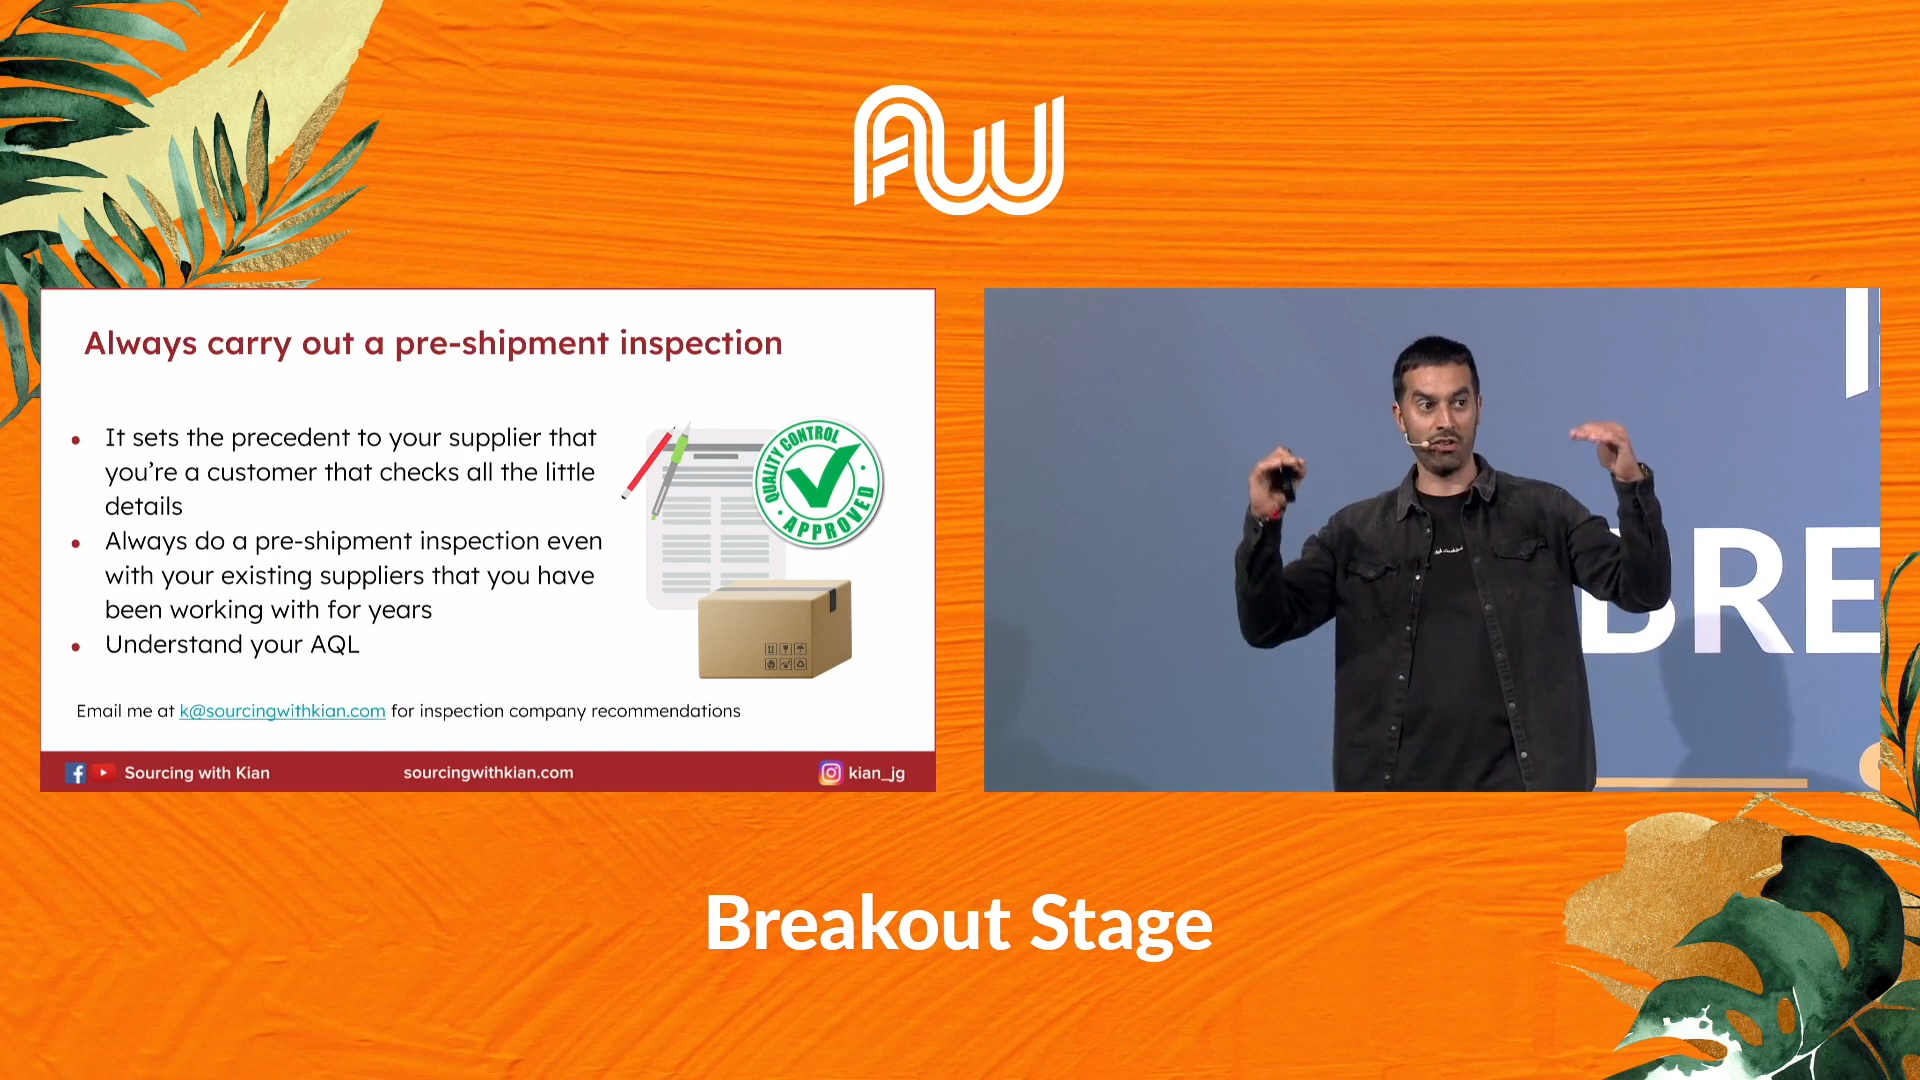 AW
Always carry out a pre-shipment inspection
• It sets the precedent to your supplier that
you’re a customer that checks all the little
details
• Always do a pre-shipment inspection even
with your existing suppliers that you have
been working with for years
• Understand your AQL
QUALITY CONTROL
APPROVED
Email me at k@sourcingwithkian.com for inspection company recommendations
Sourcing with Kian
sourcingwithkian.com
kian_jg
BRE
Breakout Stage